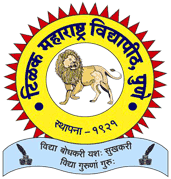 टिळक महाराष्ट्र विद्यापीठ, पुणे
स्थापना - १९२१
विद्या बोधकरी यशः सुखकरी
विद्या गुरुणां गुरुः